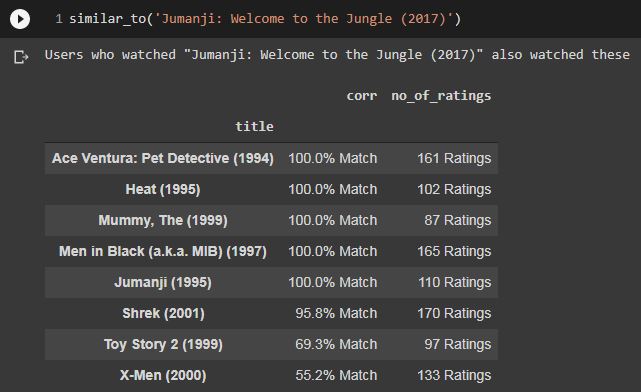 1 similar_to('Jumanji: Welcome to the Jungle (2017)')
Users who watched "Jumanji: Welcome to the Jungle (2017)" also watched these
corr no_of_ratings
title
Ace Ventura: Pet Detective (1994) 100.0% Match 161 Ratings
Heat (1995) 100.0% Match 102 Ratings
Mummy, The (1999) 100.0% Match 87 Ratings
Men in Black (a.k.a. MIB) (1997) 100.0% Match 165 Ratings
Jumanji (1995) 100.0% Match 110 Ratings
Shrek (2001) 95.8% Match 170 Ratings
Toy Story 2 (1999) 69.3% Match 97 Ratings
X-Men (2000) 55.2% Match 133 Ratings